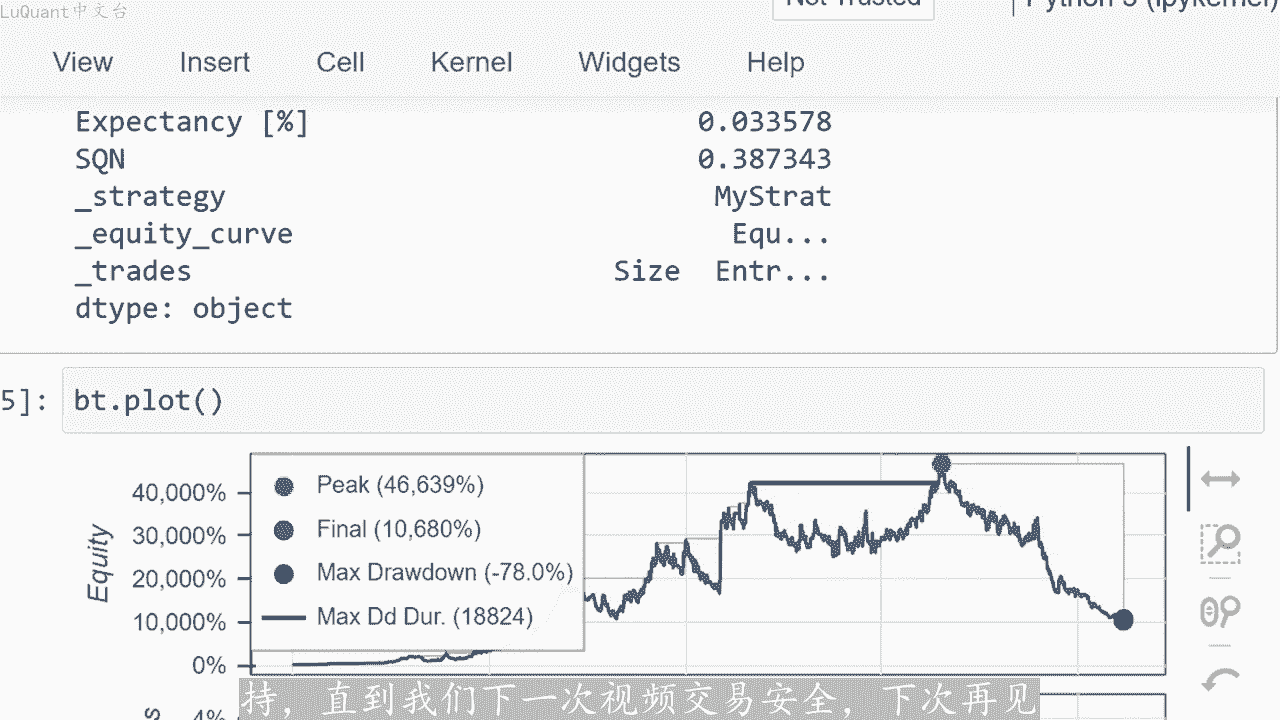 LuQuant中文台
Not Trusted
Python 3 (ipykernel)
View Insert Cell Kernel Widgets Help
Expectancy [%] 0.033578
SQN 0.387343
_strategy MyStrat
_equity_curve Equ...
_trades Size Entr...
dtype: object
5]: bt.plot()
Peak (46,639%)
Final (10,680%)
Max Drawdown (-78.0%)
Max Dd Dur. (18824)
Equity
40,000%
30,000%
20,000%
10,000%
0%
4%
持，直到我们下一次视频交易安全，下次再见